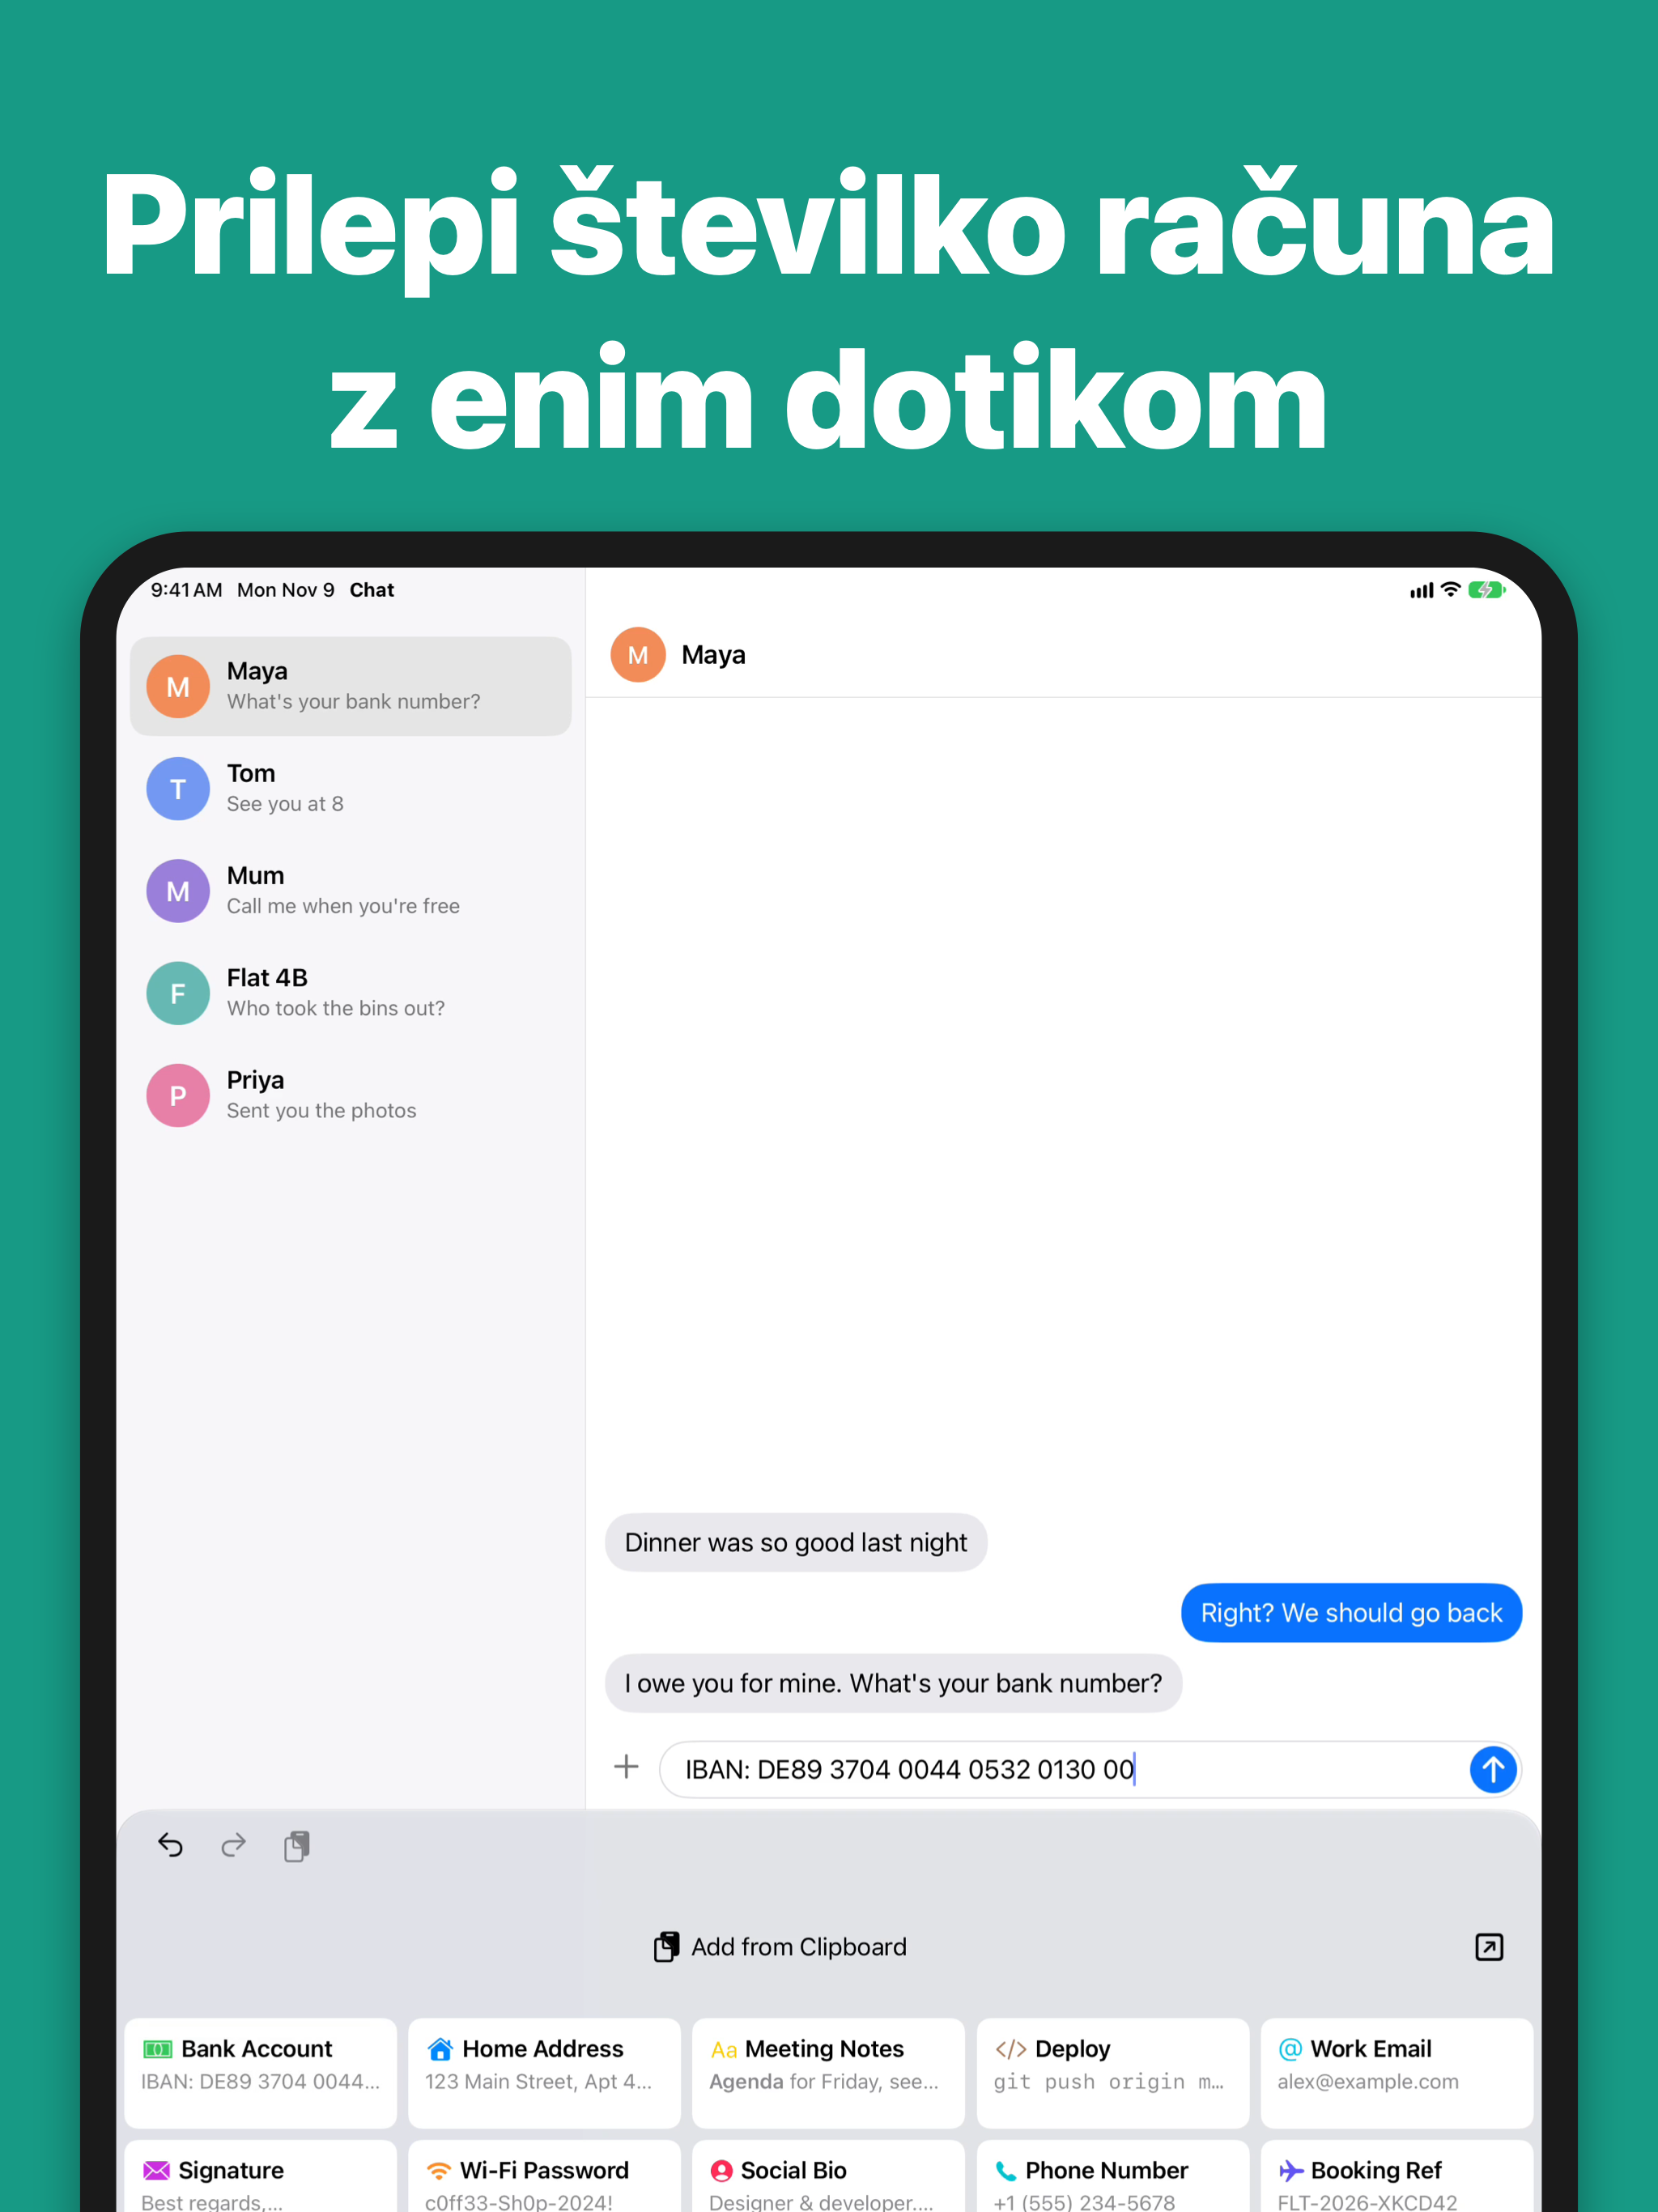 Prilepi številko računa
z enim dotikom
9:41 AM Mon Nov 9 Chat
M Maya
What's your bank number?
T Tom
See you at 8
M Mum
Call me when you're free
F Flat 4B
Who took the bins out?
P Priya
Sent you the photos
M Maya
Dinner was so good last night
Right? We should go back
I owe you for mine. What's your bank number?
IBAN: DE89 3704 0044 0532 0130 00
Add from Clipboard
Bank Account
IBAN: DE89 3704 0044...
Home Address
123 Main Street, Apt 4...
Aa Meeting Notes
Agenda for Friday, see...
</> Deploy
git push origin m...
@ Work Email
alex@example.com
Signature
Best regards,...
Wi-Fi Password
c0ff33-Sh0p-2024!
Social Bio
Designer & developer....
Phone Number
+1 (555) 234-5678
Booking Ref
FLT-2026-XKCD42